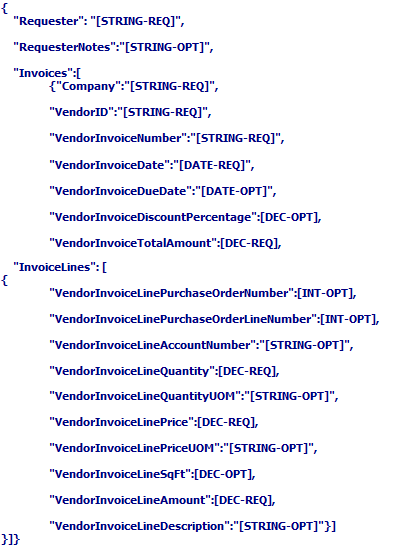 {
"Requester": "[STRING-REQ]",
"RequesterNotes":"[STRING-OPT]",
"Invoices":[
{"Company":"[STRING-REQ]",
"VendorID":"[STRING-REQ]",
"VendorInvoiceNumber":"[STRING-REQ]",
"VendorInvoiceDate":"[DATE-REQ]",
"VendorInvoiceDueDate":"[DATE-OPT]",
"VendorInvoiceDiscountPercentage":[DEC-OPT],
"VendorInvoiceTotalAmount":[DEC-REQ],
"InvoiceLines": [
{
"VendorInvoiceLinePurchaseOrderNumber":[INT-OPT],
"VendorInvoiceLinePurchaseOrderLineNumber":[INT-OPT],
"VendorInvoiceLineAccountNumber":"[STRING-OPT]",
"VendorInvoiceLineQuantity":[DEC-REQ],
"VendorInvoiceLineQuantityUOM":"[STRING-OPT]",
"VendorInvoiceLinePrice":[DEC-REQ],
"VendorInvoiceLinePriceUOM":"[STRING-OPT]",
"VendorInvoiceLineSqFt":[DEC-OPT],
"VendorInvoiceLineAmount":[DEC-REQ],
"VendorInvoiceLineDescription":"[STRING-OPT]"}]
}]}